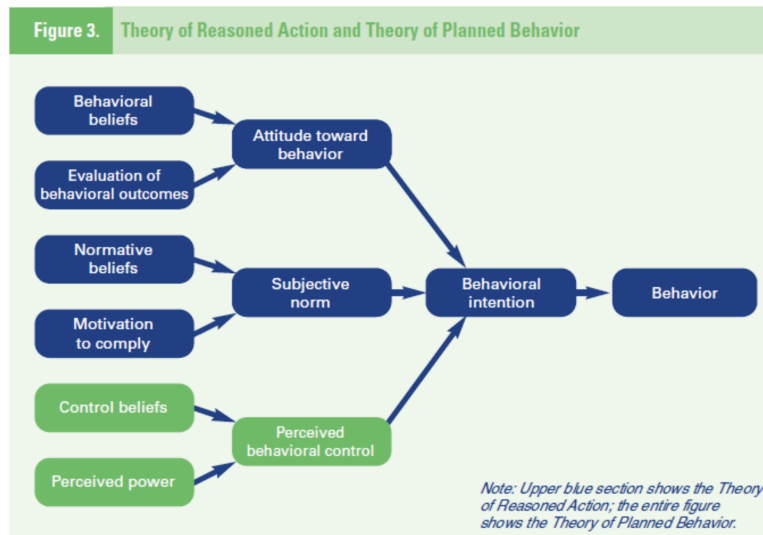 Figure 3.
Theory of Reasoned Action and Theory of Planned Behavior
Behavioral
beliefs
Evaluation of
behavioral outcomes
Attitude toward
behavior
Normative
beliefs
Motivation
to comply
Subjective
norm
Control beliefs
Perceived power
Perceived
behavioral control
Behavioral
intention
Behavior
Note: Upper blue section shows the Theory
of Reasoned Action; the entire figure
shows the Theory of Planned Behavior.